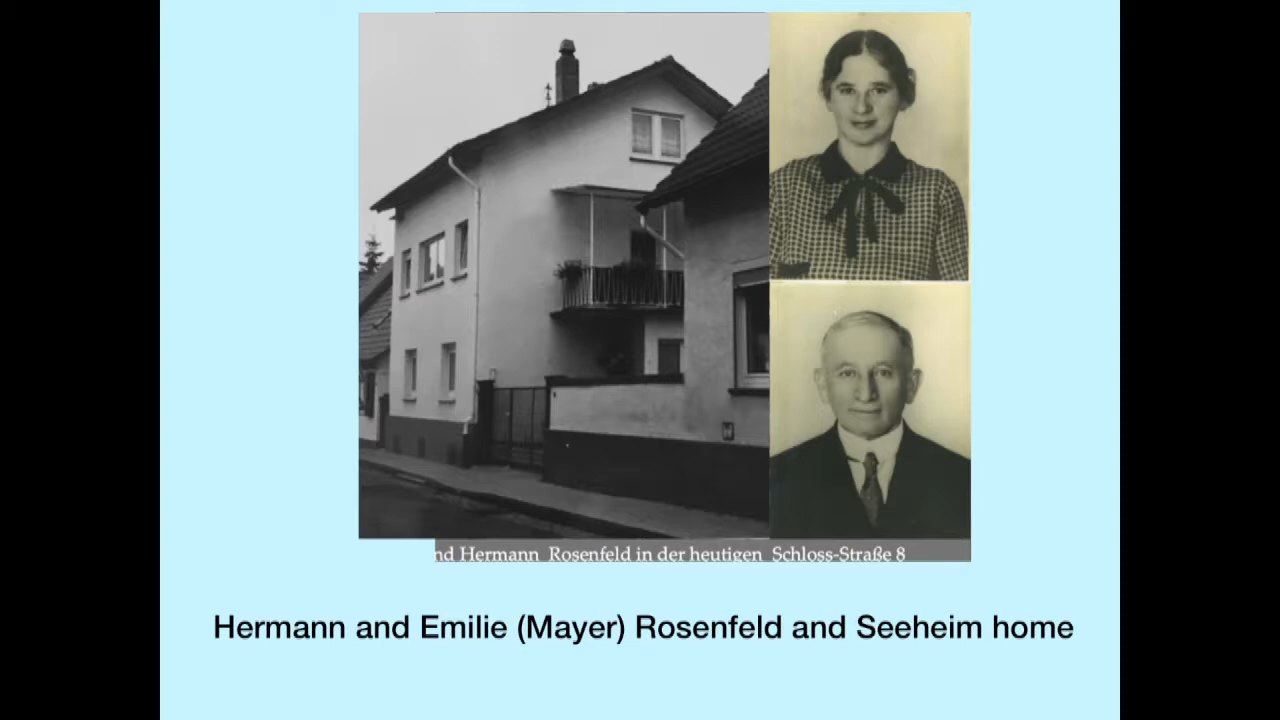 nd Hermann Rosenfeld in der heutigen Schloss-Straße 8
Hermann and Emilie (Mayer) Rosenfeld and Seeheim home